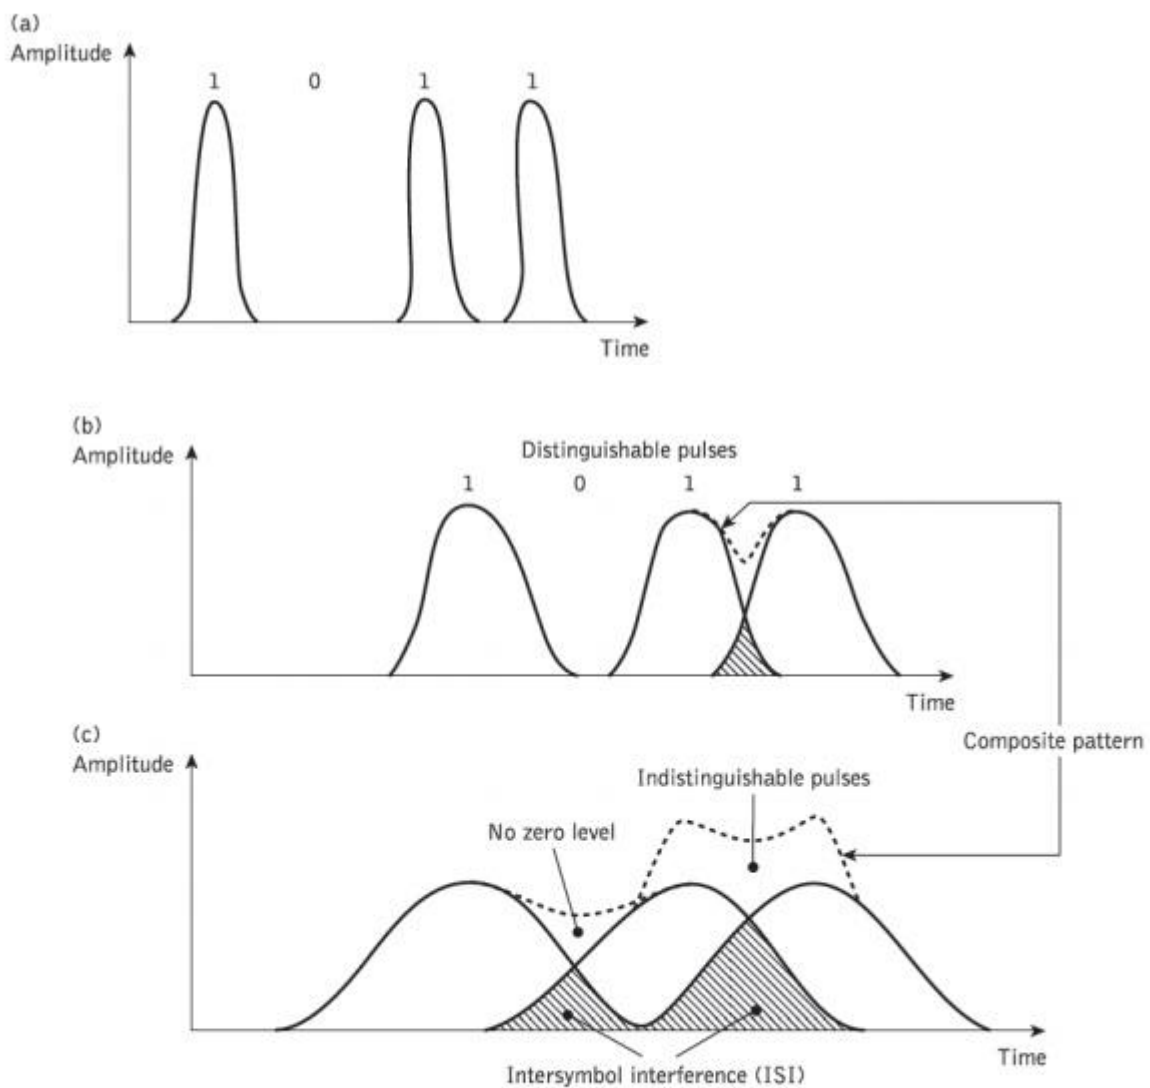 (a)
Amplitude
1 0 1 1
Time
(b)
Amplitude
Distinguishable pulses
1 0 1 1
Time
Composite pattern
(c)
Amplitude
Indistinguishable pulses
No zero level
Time
Intersymbol interference (ISI)